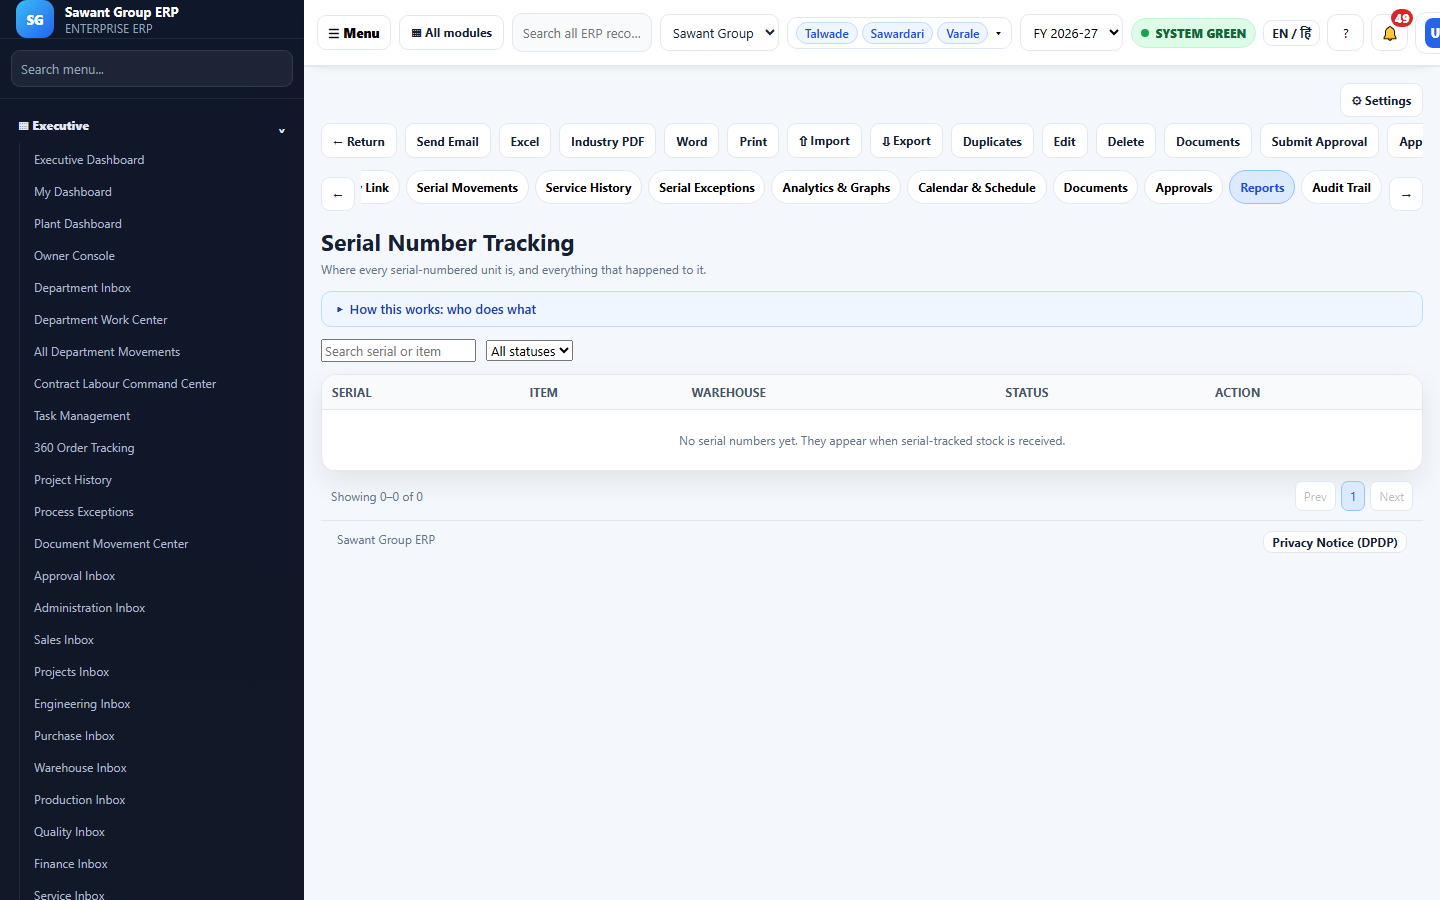 SG
Sawant Group ERP
ENTERPRISE ERP
☰ Menu
▦ All modules
Search all ERP reco...
Sawant Group
Talwade Sawardari Varale
FY 2026-27
SYSTEM GREEN
EN / हिं
?
49
U
Search menu...
▦ Executive
Executive Dashboard
My Dashboard
Plant Dashboard
Owner Console
Department Inbox
Department Work Center
All Department Movements
Contract Labour Command Center
Task Management
360 Order Tracking
Project History
Process Exceptions
Document Movement Center
Approval Inbox
Administration Inbox
Sales Inbox
Projects Inbox
Engineering Inbox
Purchase Inbox
Warehouse Inbox
Production Inbox
Quality Inbox
Finance Inbox
Service Inbox
⚙ Settings
← Return Send Email Excel Industry PDF Word Print ⇧ Import ⇩ Export Duplicates Edit Delete Documents Submit Approval App
← Link Serial Movements Service History Serial Exceptions Analytics & Graphs Calendar & Schedule Documents Approvals Reports Audit Trail →
Serial Number Tracking
Where every serial-numbered unit is, and everything that happened to it.
▸ How this works: who does what
Search serial or item
All statuses
SERIAL ITEM WAREHOUSE STATUS ACTION
No serial numbers yet. They appear when serial-tracked stock is received.
Showing 0–0 of 0
Prev 1 Next
Sawant Group ERP
Privacy Notice (DPDP)